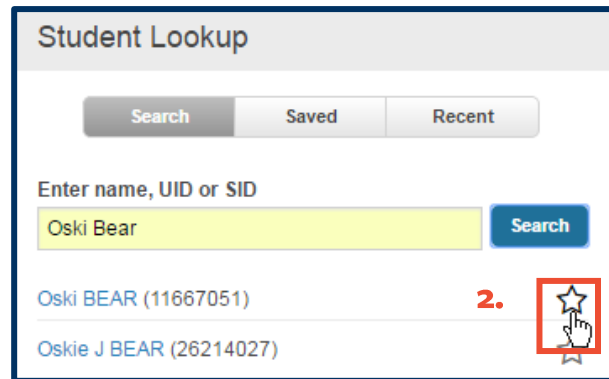 Student Lookup
Search Saved Recent
Enter name, UID or SID
Oski Bear Search
Oski BEAR (11667051) 2.
Oskie J BEAR (26214027)